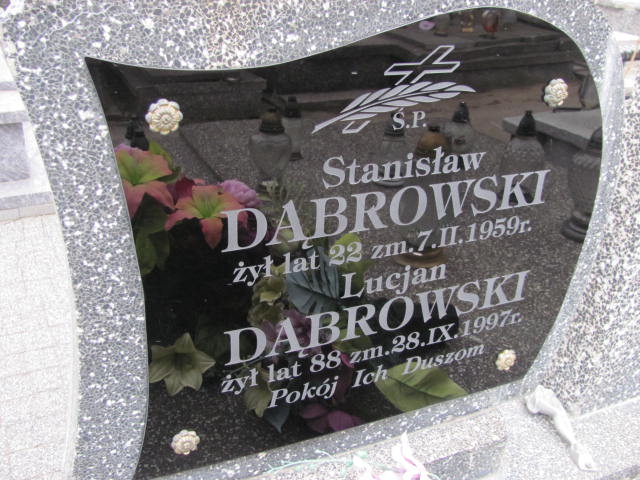 Ś.P.
Stanisław
DĄBROWSKI
żył lat 22 zm.7.II.1959r.
Lucjan
DĄBROWSKI
żył lat 88 zm.28.IX.1997r.
Pokój Ich Duszom